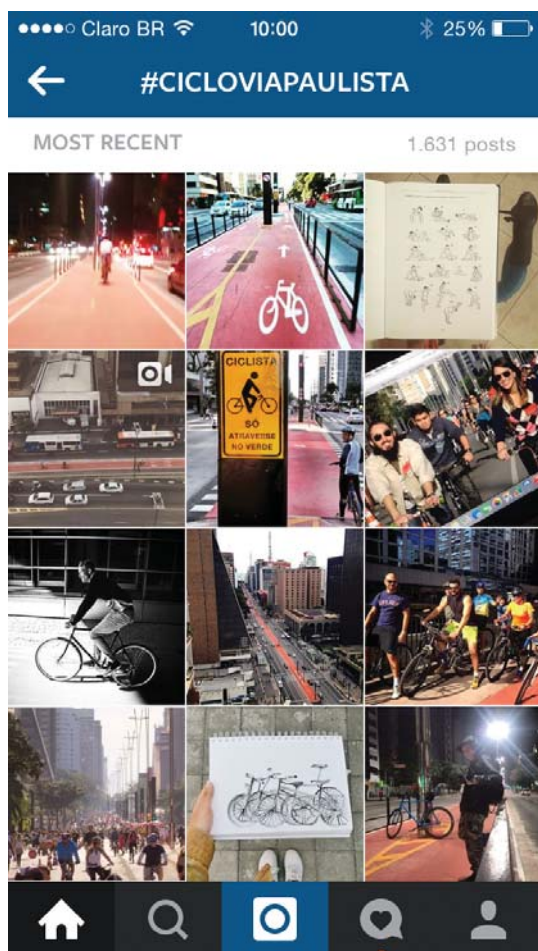 Claro BR 10:00 25%
#CICLOVIAPAULISTA
MOST RECENT 1.631 posts
CICLISTA
SÓ
ATRAVESSE
NO VERDE